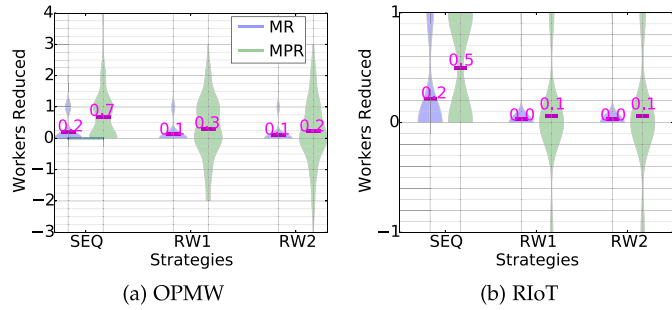 4
3
2
1
0
−1
−2
−3
Workers Reduced
MR
MPR
0.2
0.7
0.1
0.3
0.1
0.2
SEQ
RW1
RW2
Strategies
(a) OPMW
1
0
−1
Workers Reduced
0.2
0.5
0.0
0.1
0.0
0.1
SEQ
RW1
RW2
Strategies
(b) RIoT